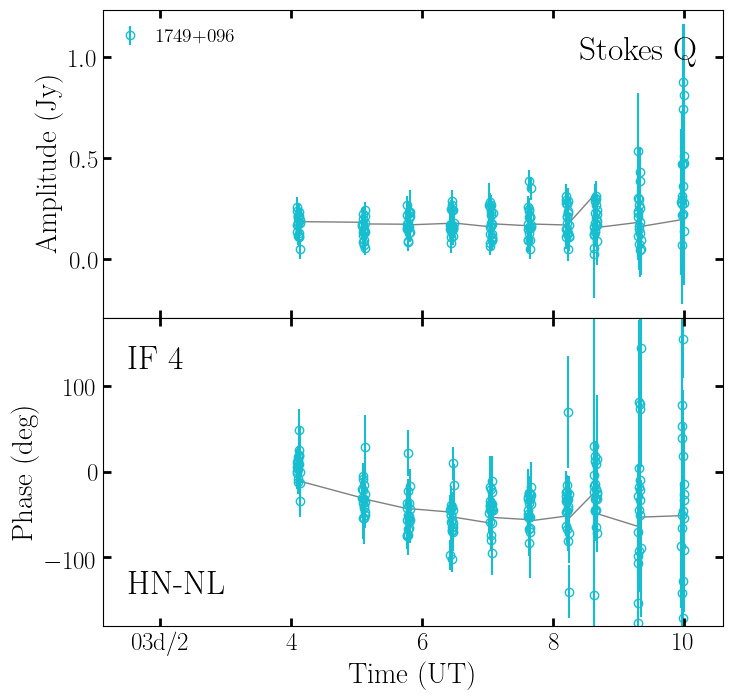 1749+096
Stokes Q
1.0
0.5
0.0
Amplitude (Jy)
IF 4
100
0
−100
Phase (deg)
HN-NL
03d/2
4
6
8
10
Time (UT)